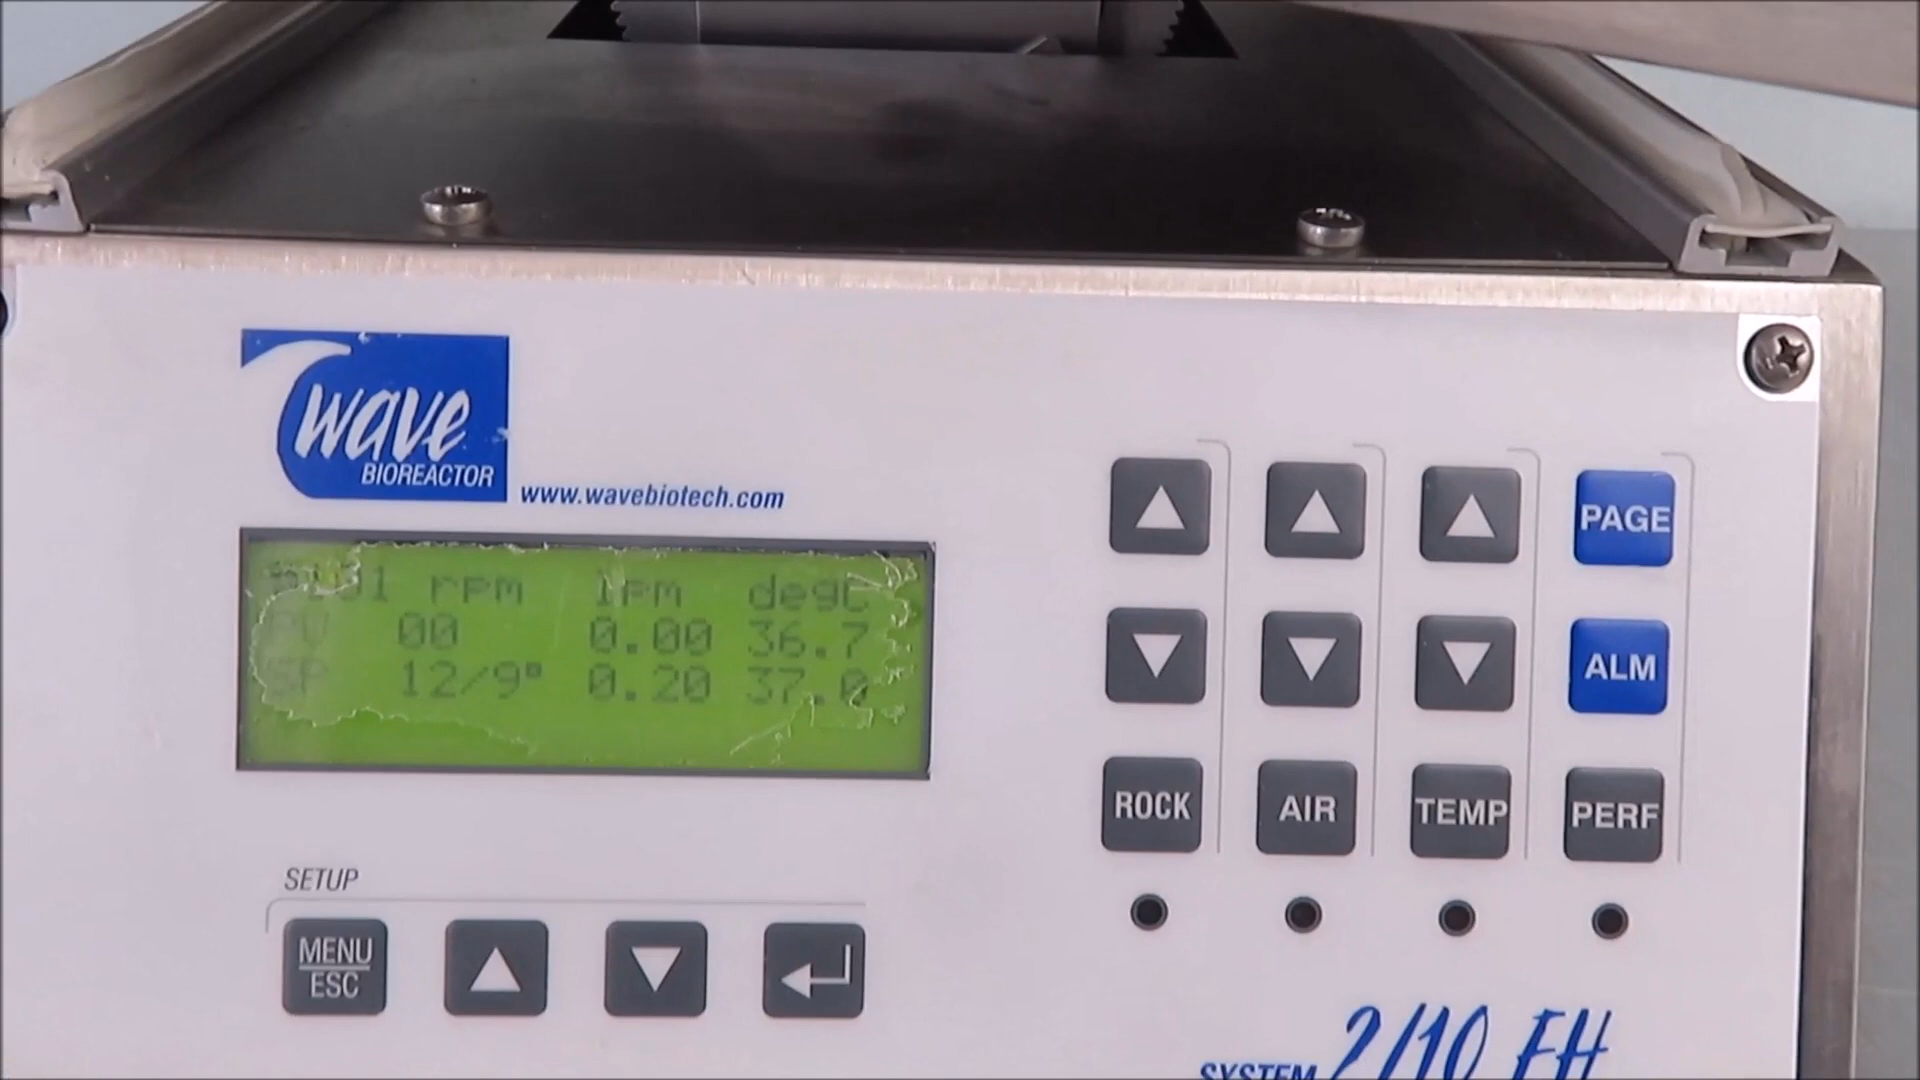 wave
BIOREACTOR
www.wavebiotech.com
rpm lpm degC
PV 00 0.00 36.7
SP 12/9° 0.20 37.0
PAGE
ALM
ROCK AIR TEMP PERF
SETUP
MENU
ESC
SYSTEM 2/10 EH